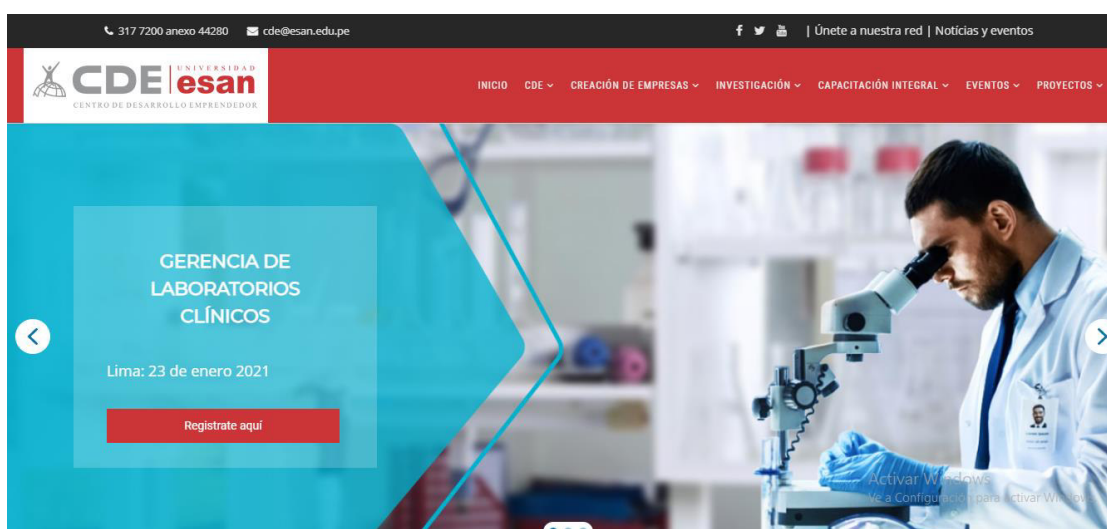 317 7200 anexo 44280 cde@esan.edu.pe | Únete a nuestra red | Notícias y eventos
CDE UNIVERSIDAD esan
CENTRO DE DESARROLLO EMPRENDEDOR
INICIO CDE CREACIÓN DE EMPRESAS INVESTIGACIÓN CAPACITACIÓN INTEGRAL EVENTOS PROYECTOS
GERENCIA DE
LABORATORIOS
CLÍNICOS
Lima: 23 de enero 2021
Registrate aquí
Activar Windows
Ve a Configuración para activar Windows